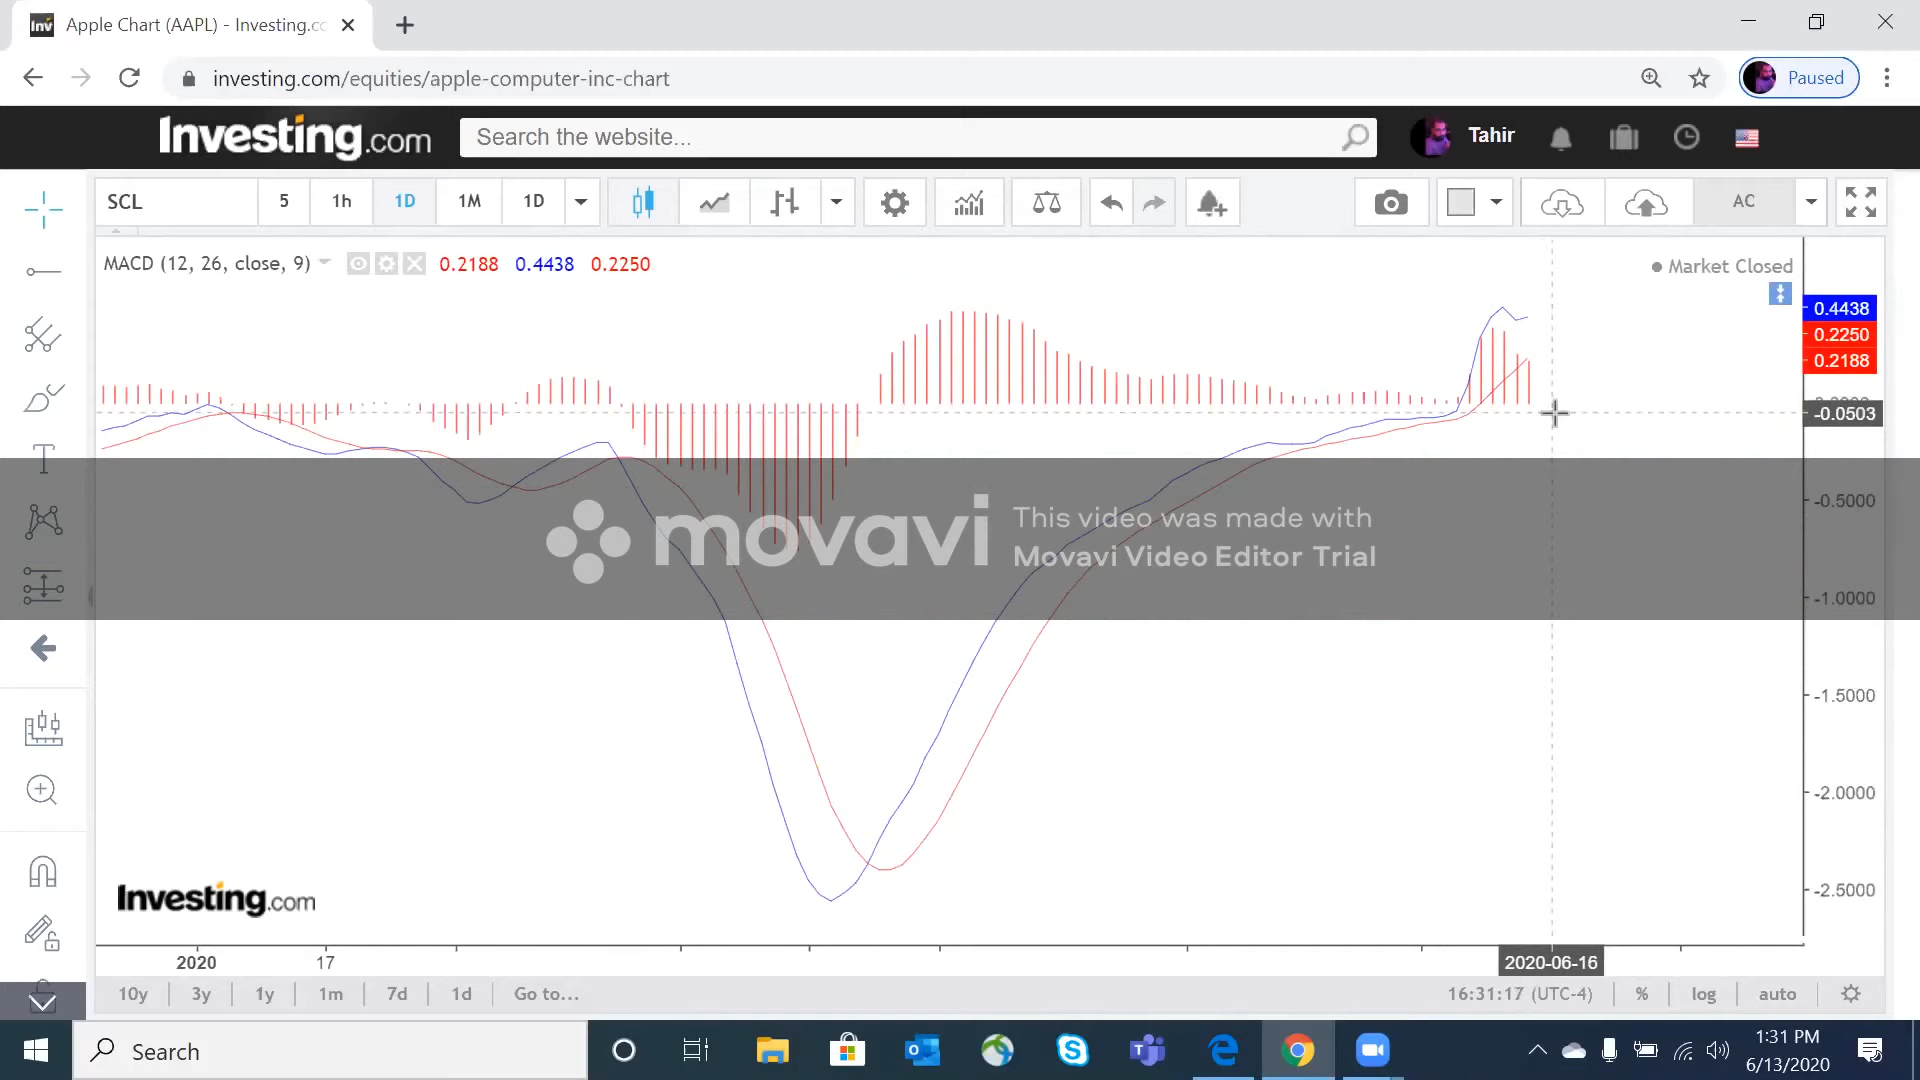 Inv Apple Chart (AAPL) - Investing.co
investing.com/equities/apple-computer-inc-chart
Paused
Investing.com
Search the website...
Tahir
SCL
5
1h
1D
1M
1D
AC
MACD (12, 26, close, 9)
0.2188
0.4438
0.2250
Market Closed
0.4438
0.2250
0.2188
-0.0503
-0.5000
-1.0000
-1.5000
-2.0000
-2.5000
movavi
This video was made with
Movavi Video Editor Trial
Investing.com
2020
17
2020-06-16
10y
3y
1y
1m
7d
1d
Go to...
16:31:17 (UTC-4)
%
log
auto
Search
1:31 PM
6/13/2020